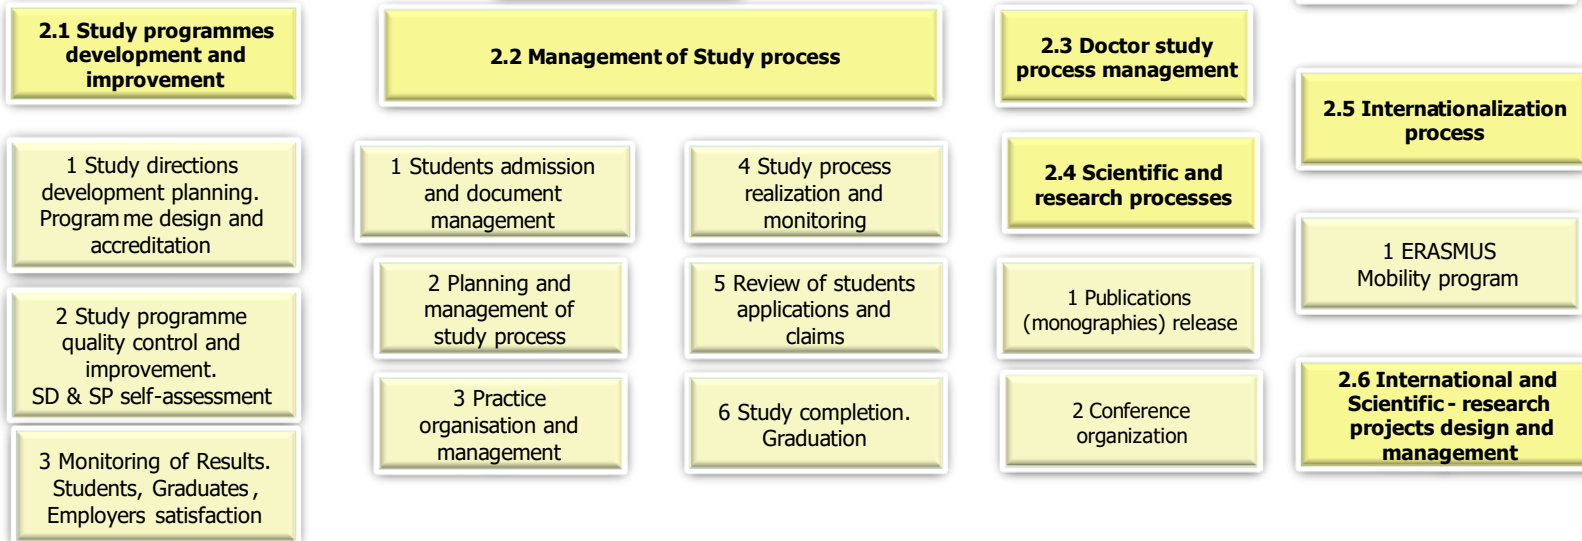 2.1 Study programmes
development and
improvement
1 Study directions
development planning.
Programme design and
accreditation
2 Study programme
quality control and
improvement.
SD & SP self-assessment
3 Monitoring of Results.
Students, Graduates,
Employers satisfaction
2.2 Management of Study process
1 Students admission
and document
management
2 Planning and
management of
study process
3 Practice
organisation and
management
4 Study process
realization and
monitoring
5 Review of students
applications and
claims
6 Study completion.
Graduation
2.3 Doctor study
process management
2.4 Scientific and
research processes
1 Publications
(monographies) release
2 Conference
organization
2.5 Internationalization
process
1 ERASMUS
Mobility program
2.6 International and
Scientific - research
projects design and
management